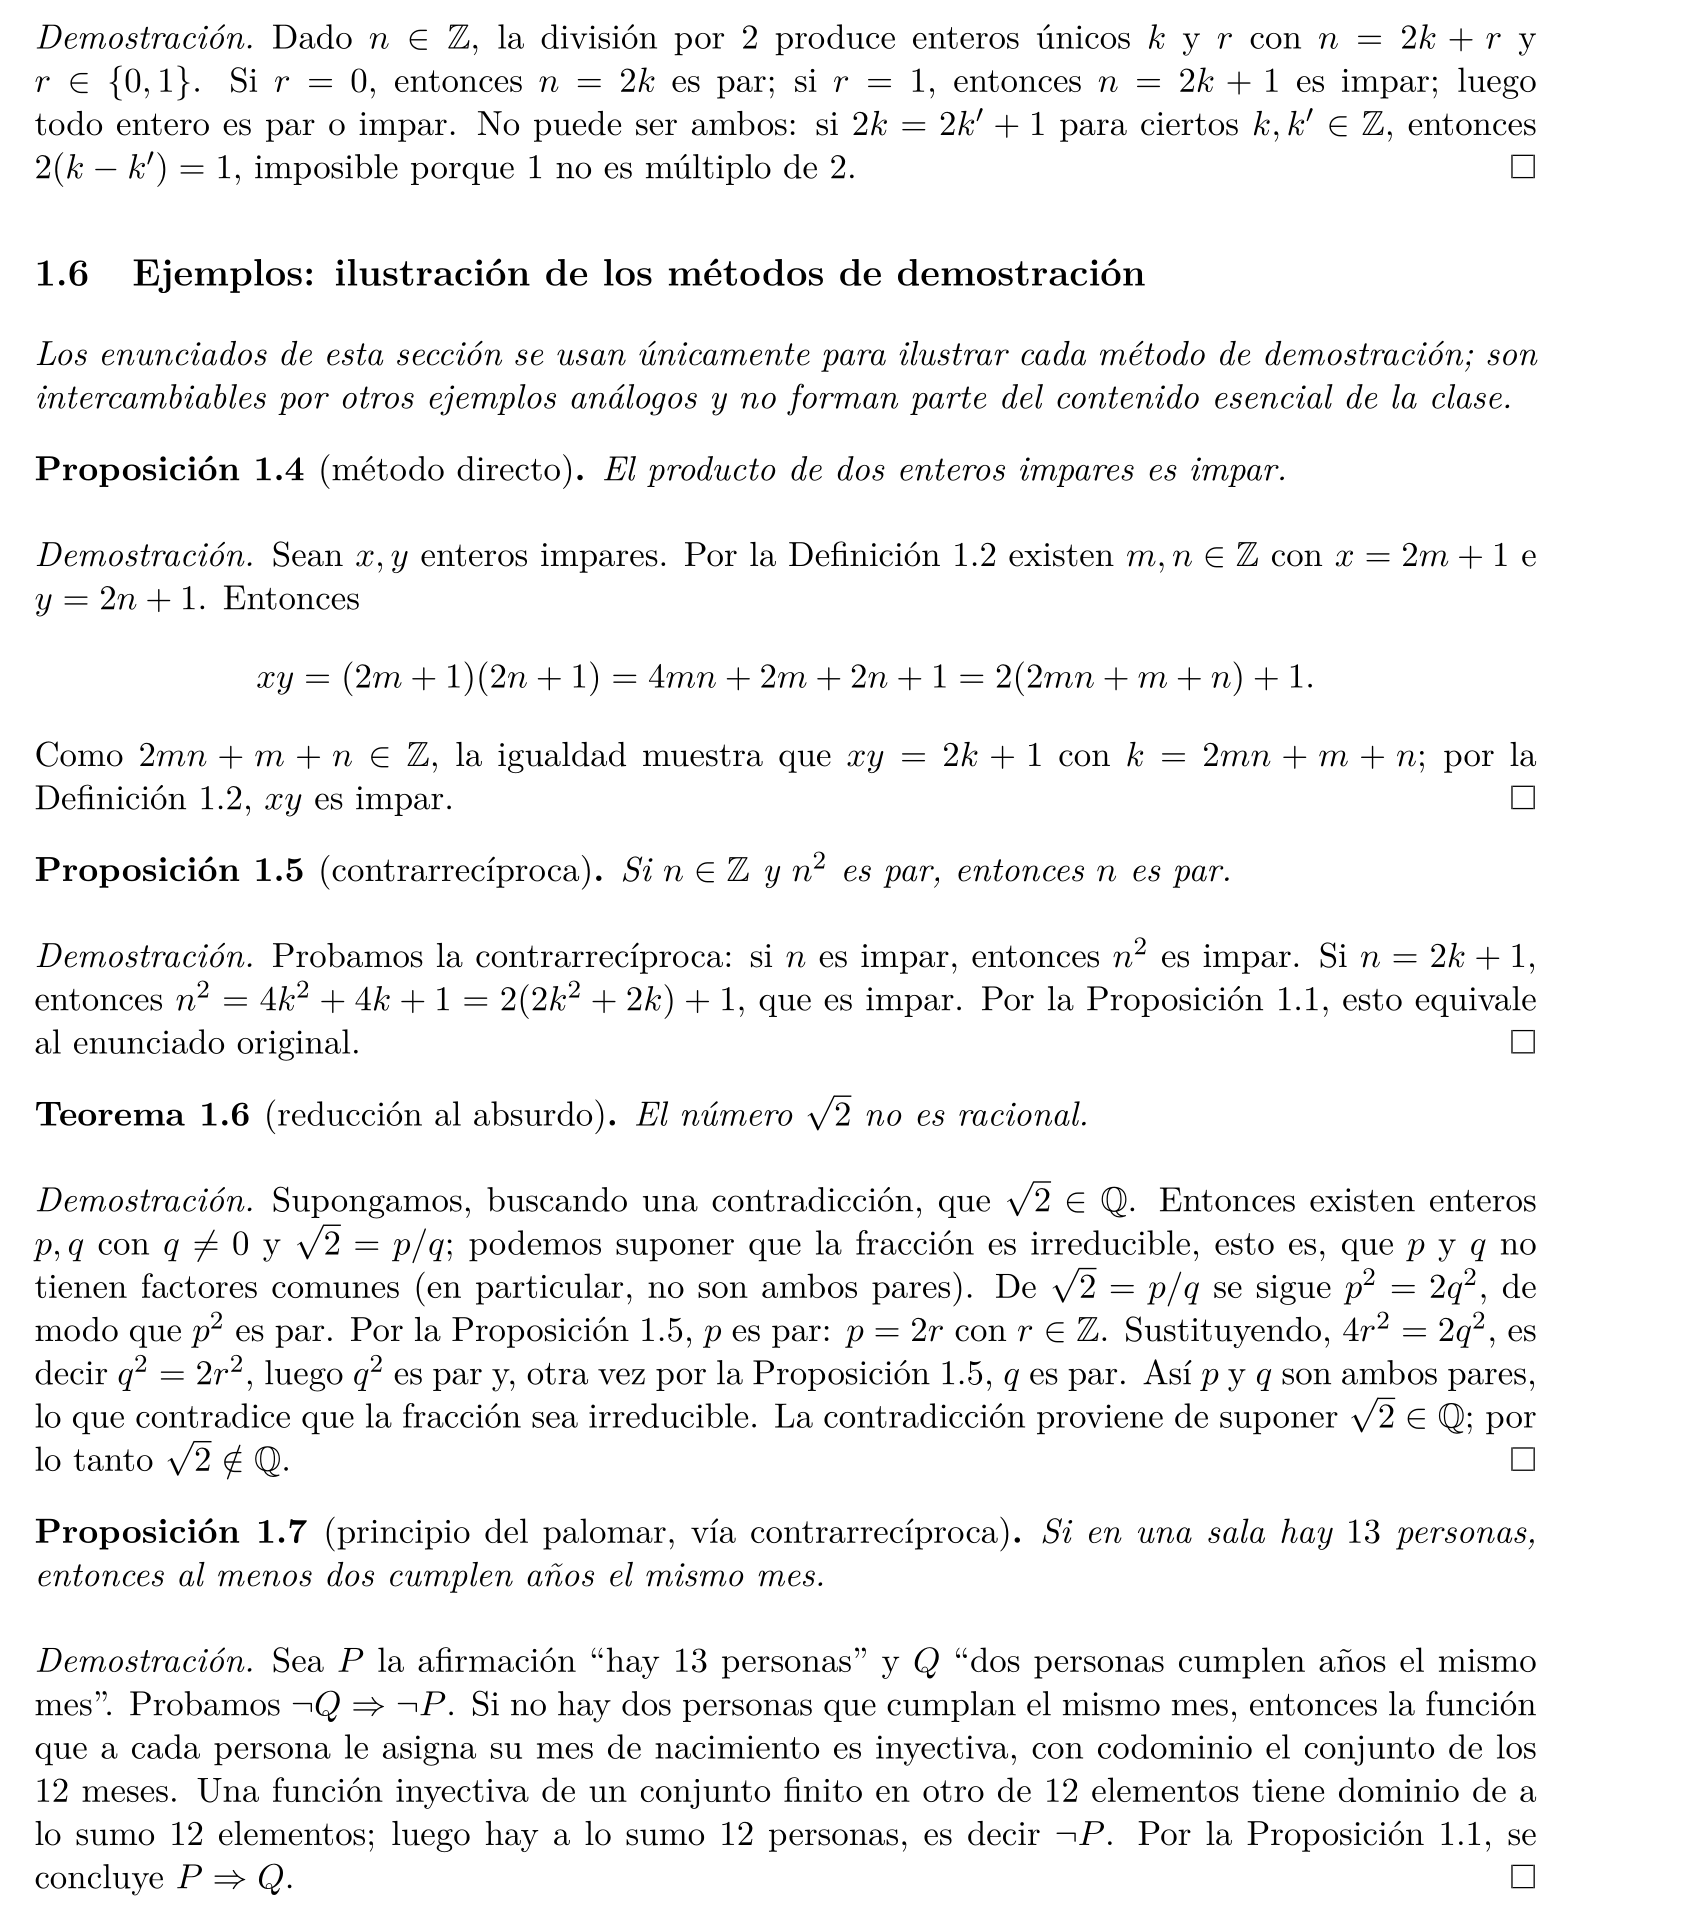 Demostración. Dado n ∈ ℤ, la división por 2 produce enteros únicos k y r con n = 2k + r y
r ∈ {0, 1}. Si r = 0, entonces n = 2k es par; si r = 1, entonces n = 2k + 1 es impar; luego
todo entero es par o impar. No puede ser ambos: si 2k = 2k′ + 1 para ciertos k, k′ ∈ ℤ, entonces
2(k − k′) = 1, imposible porque 1 no es múltiplo de 2. □
1.6 Ejemplos: ilustración de los métodos de demostración
Los enunciados de esta sección se usan únicamente para ilustrar cada método de demostración; son
intercambiables por otros ejemplos análogos y no forman parte del contenido esencial de la clase.
Proposición 1.4 (método directo). El producto de dos enteros impares es impar.
Demostración. Sean x, y enteros impares. Por la Definición 1.2 existen m, n ∈ ℤ con x = 2m + 1 e
y = 2n + 1. Entonces
xy = (2m + 1)(2n + 1) = 4mn + 2m + 2n + 1 = 2(2mn + m + n) + 1.
Como 2mn + m + n ∈ ℤ, la igualdad muestra que xy = 2k + 1 con k = 2mn + m + n; por la
Definición 1.2, xy es impar. □
Proposición 1.5 (contrarrecíproca). Si n ∈ ℤ y n² es par, entonces n es par.
Demostración. Probamos la contrarrecíproca: si n es impar, entonces n² es impar. Si n = 2k + 1,
entonces n² = 4k² + 4k + 1 = 2(2k² + 2k) + 1, que es impar. Por la Proposición 1.1, esto equivale
al enunciado original. □
Teorema 1.6 (reducción al absurdo). El número √2 no es racional.
Demostración. Supongamos, buscando una contradicción, que √2 ∈ ℚ. Entonces existen enteros
p, q con q ≠ 0 y √2 = p/q; podemos suponer que la fracción es irreducible, esto es, que p y q no
tienen factores comunes (en particular, no son ambos pares). De √2 = p/q se sigue p² = 2q², de
modo que p² es par. Por la Proposición 1.5, p es par: p = 2r con r ∈ ℤ. Sustituyendo, 4r² = 2q², es
decir q² = 2r², luego q² es par y, otra vez por la Proposición 1.5, q es par. Así p y q son ambos pares,
lo que contradice que la fracción sea irreducible. La contradicción proviene de suponer √2 ∈ ℚ; por
lo tanto √2 ∉ ℚ. □
Proposición 1.7 (principio del palomar, vía contrarrecíproca). Si en una sala hay 13 personas,
entonces al menos dos cumplen años el mismo mes.
Demostración. Sea P la afirmación “hay 13 personas” y Q “dos personas cumplen años el mismo
mes”. Probamos ¬Q ⇒ ¬P. Si no hay dos personas que cumplan el mismo mes, entonces la función
que a cada persona le asigna su mes de nacimiento es inyectiva, con codominio el conjunto de los
12 meses. Una función inyectiva de un conjunto finito en otro de 12 elementos tiene dominio de a
lo sumo 12 elementos; luego hay a lo sumo 12 personas, es decir ¬P. Por la Proposición 1.1, se
concluye P ⇒ Q. □